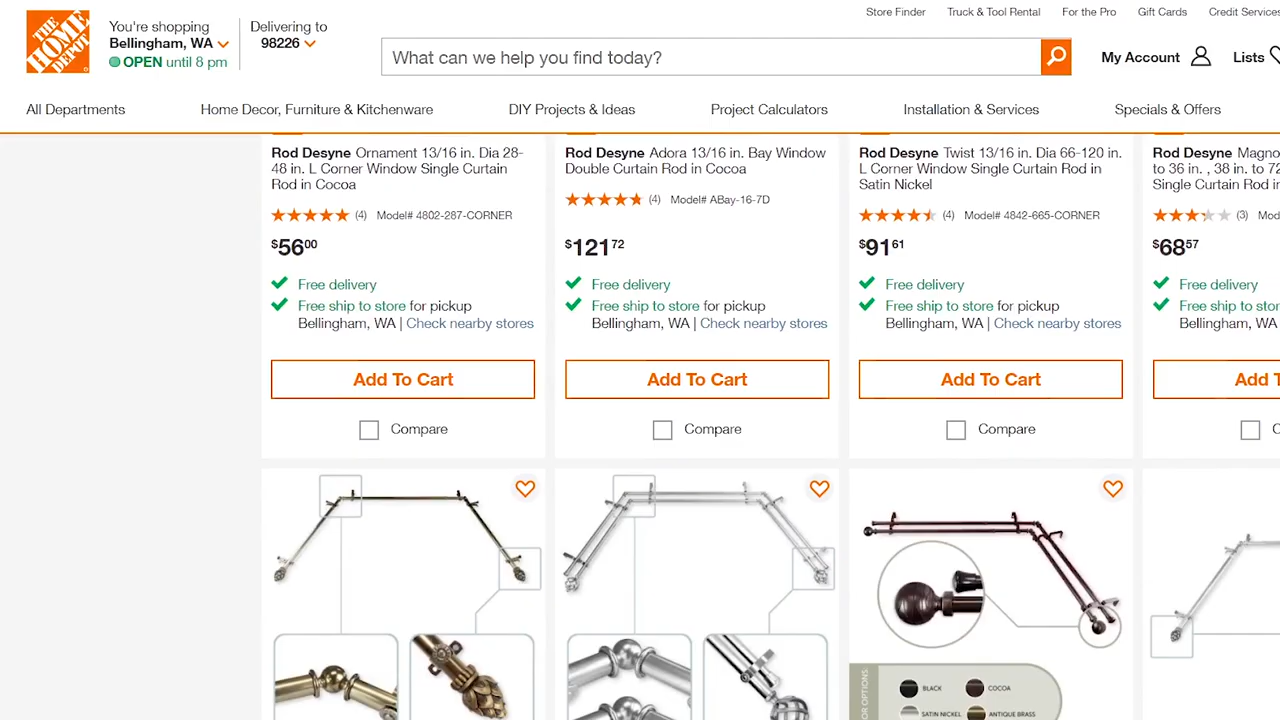 THE HOME DEPOT
You're shopping
Bellingham, WA
OPEN until 8 pm
Delivering to
98226
Store Finder
Truck & Tool Rental
For the Pro
Gift Cards
Credit Services
What can we help you find today?
My Account
Lists
All Departments
Home Decor, Furniture & Kitchenware
DIY Projects & Ideas
Project Calculators
Installation & Services
Specials & Offers
Rod Desyne Ornament 13/16 in. Dia 28-
48 in. L Corner Window Single Curtain
Rod in Cocoa
(4) Model# 4802-287-CORNER
$5600
Free delivery
Free ship to store for pickup
Bellingham, WA | Check nearby stores
Add To Cart
Compare
Rod Desyne Adora 13/16 in. Bay Window
Double Curtain Rod in Cocoa
(4) Model# ABay-16-7D
$12172
Free delivery
Free ship to store for pickup
Bellingham, WA | Check nearby stores
Add To Cart
Compare
Rod Desyne Twist 13/16 in. Dia 66-120 in.
L Corner Window Single Curtain Rod in
Satin Nickel
(4) Model# 4842-665-CORNER
$9161
Free delivery
Free ship to store for pickup
Bellingham, WA | Check nearby stores
Add To Cart
Compare
Rod Desyne Magno
to 36 in. , 38 in. to 72
Single Curtain Rod in
(3) Mod
$6857
Free delivery
Free ship to stor
Bellingham, WA
Add T
C
OR OPTIONS
BLACK
COCOA
SATIN NICKEL
ANTIQUE BRASS